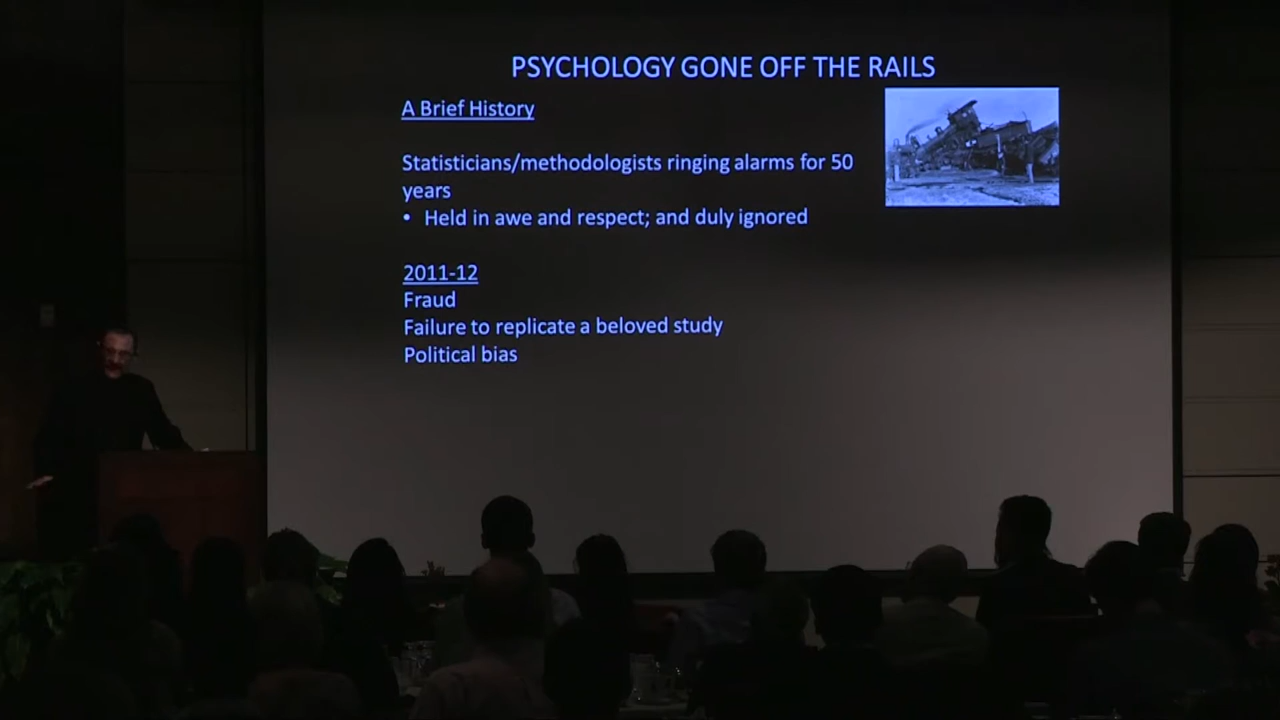 PSYCHOLOGY GONE OFF THE RAILS
A Brief History
Statisticians/methodologists ringing alarms for 50
years
• Held in awe and respect; and duly ignored
2011-12
Fraud
Failure to replicate a beloved study
Political bias